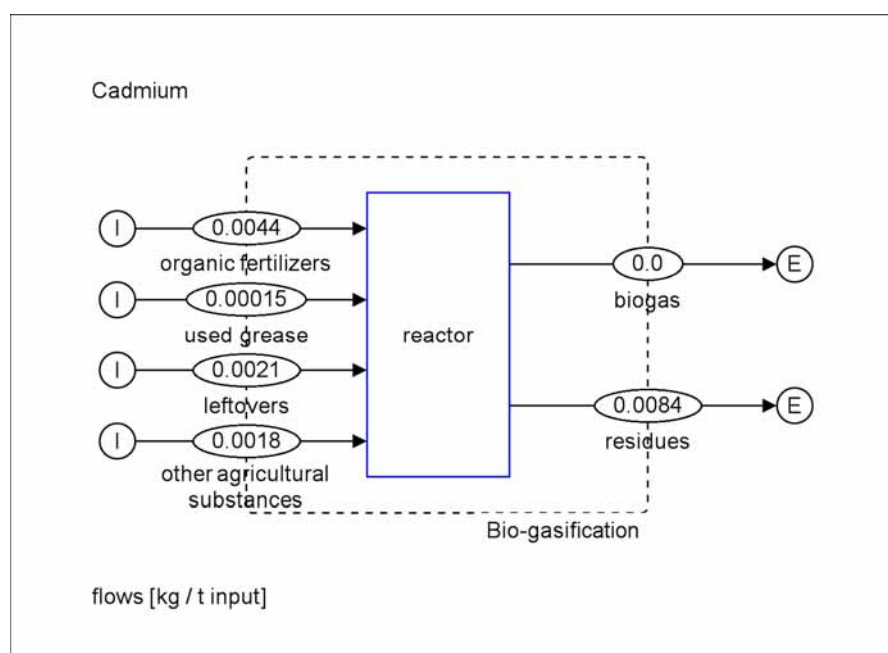 Cadmium
I
0.0044
organic fertilizers
I
0.00015
used grease
I
0.0021
leftovers
I
0.0018
other agricultural
substances
reactor
0.0
E
biogas
0.0084
E
residues
Bio-gasification
flows [kg / t input]